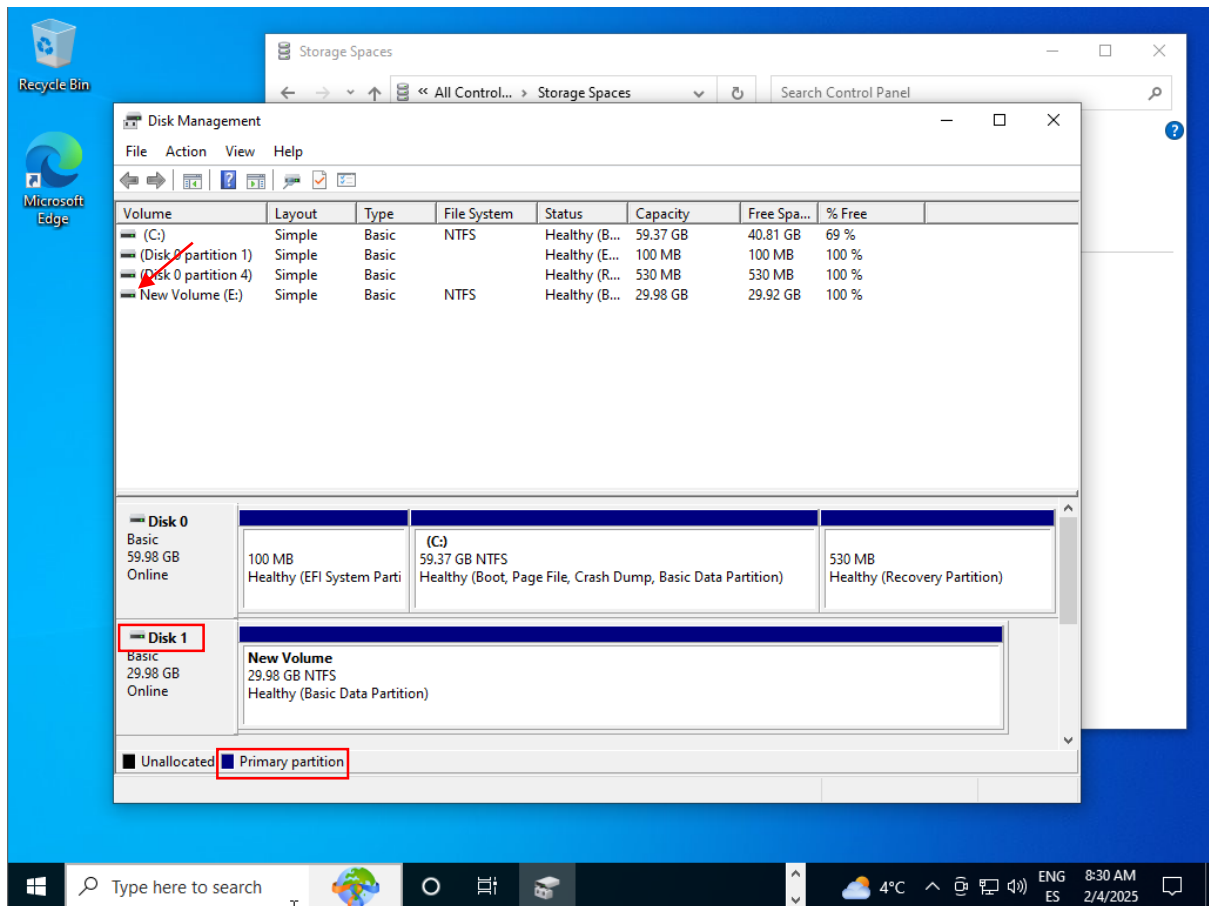 Recycle Bin
Microsoft
Edge
Storage Spaces
« All Control... › Storage Spaces
Search Control Panel
?
Disk Management
File Action View Help
?
Volume Layout Type File System Status Capacity Free Spa... % Free
(C:) Simple Basic NTFS Healthy (B... 59.37 GB 40.81 GB 69 %
(Disk 0 partition 1) Simple Basic Healthy (E... 100 MB 100 MB 100 %
(Disk 0 partition 4) Simple Basic Healthy (R... 530 MB 530 MB 100 %
New Volume (E:) Simple Basic NTFS Healthy (B... 29.98 GB 29.92 GB 100 %
Disk 0
Basic
59.98 GB
Online
100 MB
Healthy (EFI System Parti
(C:)
59.37 GB NTFS
Healthy (Boot, Page File, Crash Dump, Basic Data Partition)
530 MB
Healthy (Recovery Partition)
Disk 1
Basic
29.98 GB
Online
New Volume
29.98 GB NTFS
Healthy (Basic Data Partition)
Unallocated Primary partition
Type here to search
4°C
ENG
ES
8:30 AM
2/4/2025